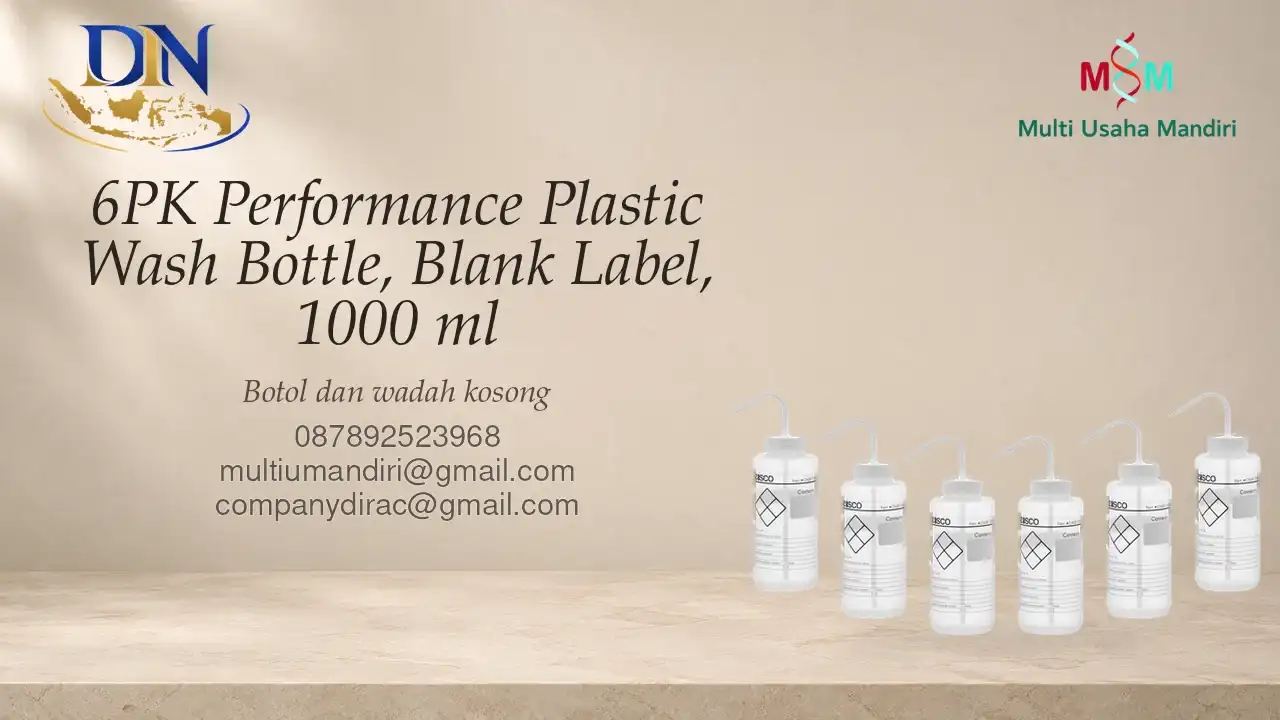 DIN
MSM
Multi Usaha Mandiri
6PK Performance Plastic
Wash Bottle, Blank Label,
1000 ml
Botol dan wadah kosong
087892523968
multiumandiri@gmail.com
companydirac@gmail.com